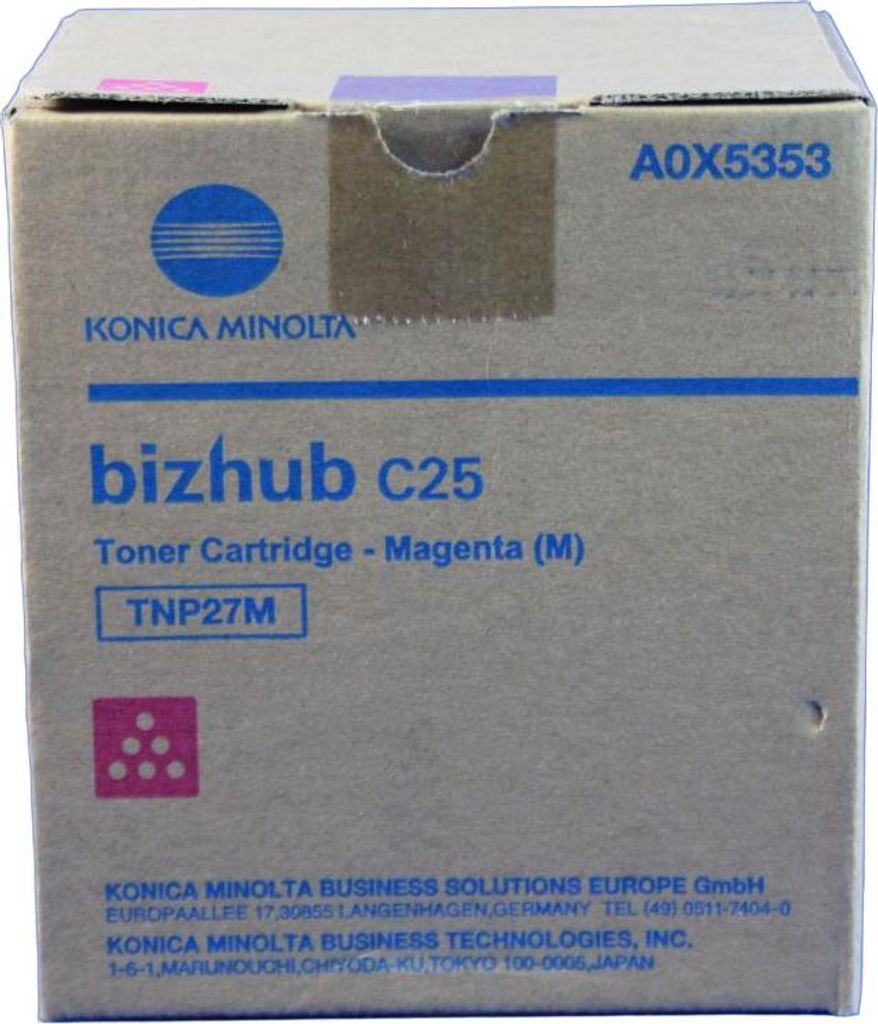 A0X5353
KONICA MINOLTA
bizhub C25
Toner Cartridge - Magenta (M)
TNP27M
KONICA MINOLTA BUSINESS SOLUTIONS EUROPE GmbH
EUROPAALLEE 17,30855 LANGENHAGEN,GERMANY TEL (49) 0511-7404-0
KONICA MINOLTA BUSINESS TECHNOLOGIES, INC.
1-6-1,MARUNOUCHI,CHIYODA-KU,TOKYO 100-0005,JAPAN